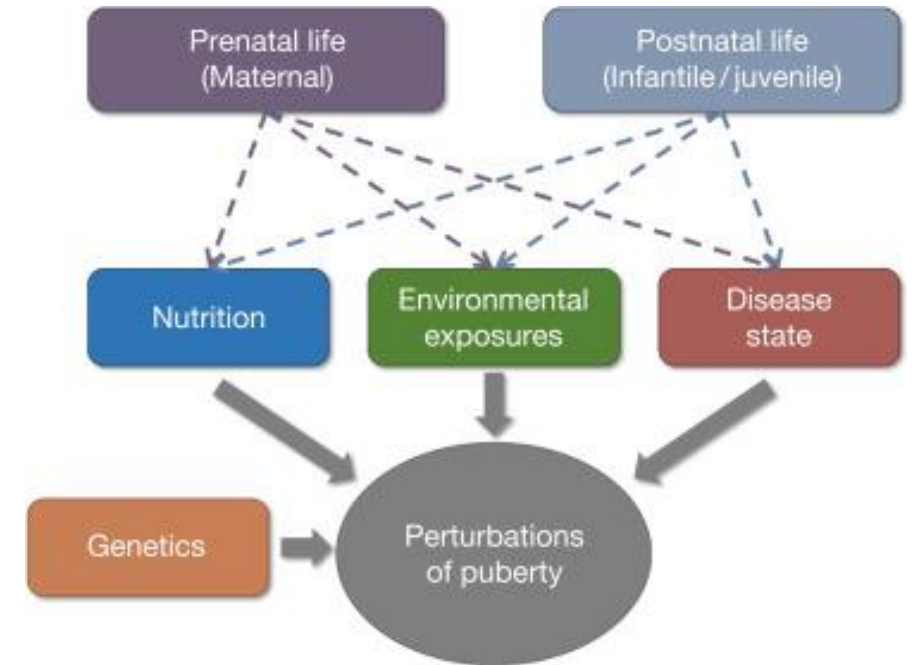 Prenatal life
(Maternal)
Postnatal life
(Infantile/juvenile)
Nutrition
Environmental
exposures
Disease
state
Genetics
Perturbations
of puberty